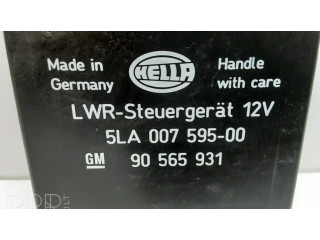 Made in Germany
HELLA
Handle with care
LWR-Steuergerät 12V
5LA 007 595-00
GM 90 565 931